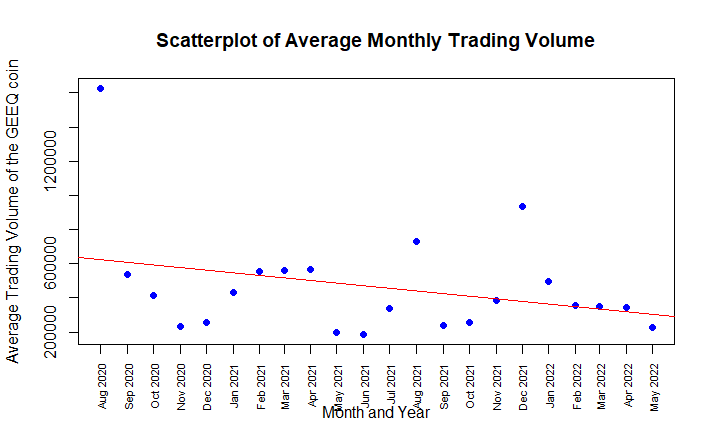 Scatterplot of Average Monthly Trading Volume
Average Trading Volume of the GEEQ coin
1200000
600000
200000
Aug 2020
Sep 2020
Oct 2020
Nov 2020
Dec 2020
Jan 2021
Feb 2021
Mar 2021
Apr 2021
May 2021
Jun 2021
Jul 2021
Aug 2021
Sep 2021
Oct 2021
Nov 2021
Dec 2021
Jan 2022
Feb 2022
Mar 2022
Apr 2022
May 2022
Month and Year